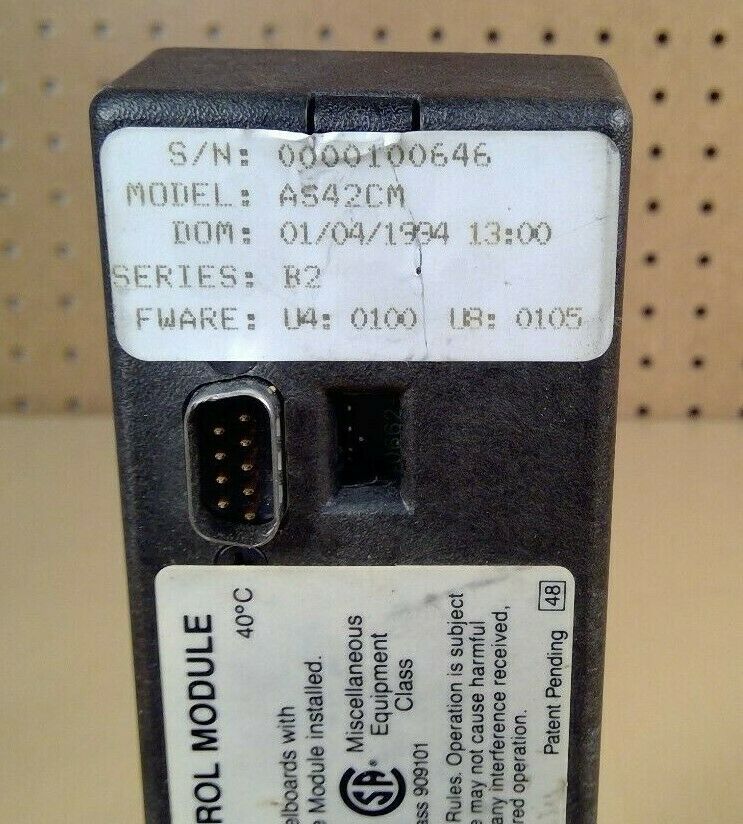 S/N: 0000100646
MODEL: AS42CM
DOM: 01/04/1994 13:00
SERIES: B2
FWARE: U4: 0100 U8: 0105
ROL MODULE
40°C
elboards with
e Module installed.
Miscellaneous
Equipment
Class
SA
ass 909101
Rules. Operation is subject
e may not cause harmful
any interference received,
red operation.
Patent Pending 48